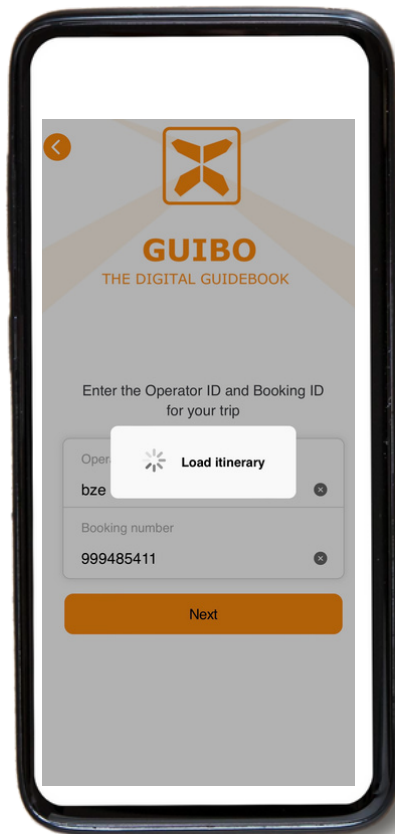 GUIBO
THE DIGITAL GUIDEBOOK
Enter the Operator ID and Booking ID
for your trip
Oper
Load itinerary
bze
Booking number
999485411
Next